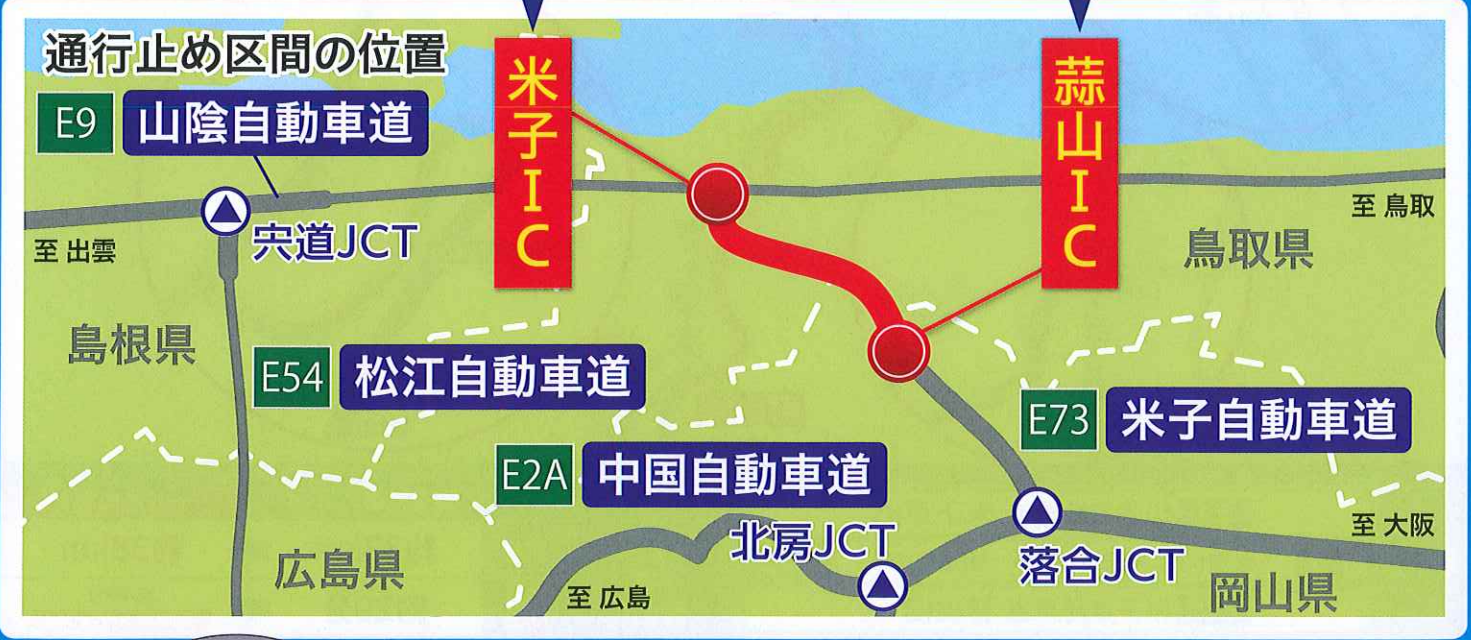 通行止め区間の位置
E9 山陰自動車道
米子IC
蒜山IC
至 出雲
宍道JCT
至 鳥取
鳥取県
島根県
E54 松江自動車道
E73 米子自動車道
E2A 中国自動車道
北房JCT
落合JCT
至 大阪
広島県
至 広島
岡山県